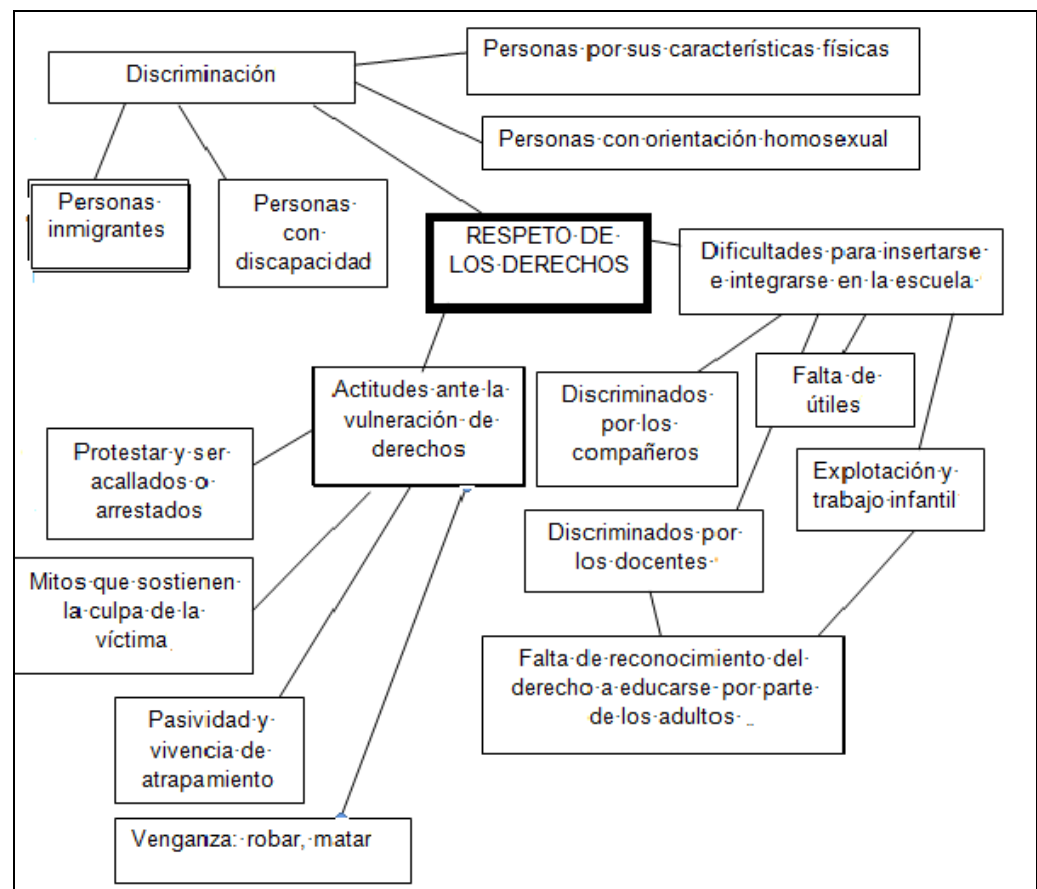 Personas por sus características físicas
Discriminación
Personas con orientación homosexual
Personas
inmigrantes
Personas
con
discapacidad
RESPETO DE
LOS DERECHOS
Dificultades para insertarse
e integrarse en la escuela
Actitudes ante la
vulneración de
derechos
Discriminados
por los
compañeros
Falta de
útiles
Protestar y ser
acallados o
arrestados
Explotación y
trabajo infantil
Discriminados por
los docentes
Mitos que sostienen
la culpa de la
víctima
Falta de reconocimiento del
derecho a educarse por parte
de los adultos
Pasividad y
vivencia de
atrapamiento
Venganza: robar, matar